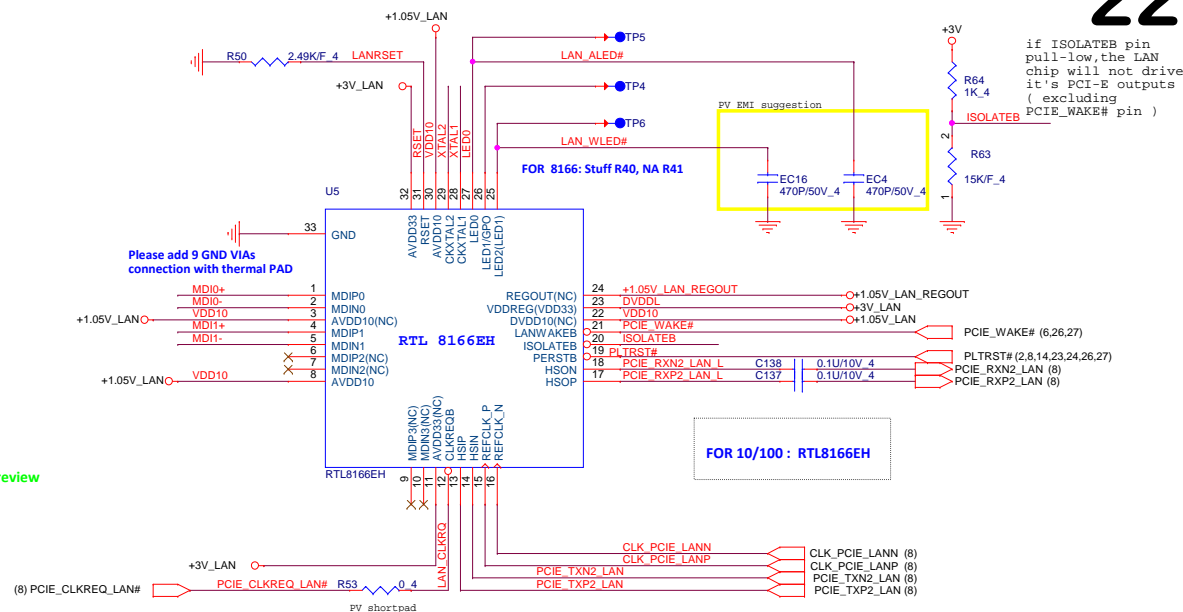 22
+1.05V_LAN
TP5
+3V
if ISOLATEB pin
pull-low,the LAN
chip will not drive
it's PCI-E outputs
( excluding
PCIE_WAKE# pin )
R50
2.49K/F_4
LANRSET
LAN_ALED#
+3V_LAN
TP4
R64
1K_4
PV EMI suggestion
ISOLATEB
RSET
VDD10
XTAL2
XTAL1
LED0
TP6
LAN_WLED#
2
R63
15K/F_4
1
FOR 8166: Stuff R40, NA R41
EC16
470P/50V_4
EC4
470P/50V_4
U5
32
31
30
29
28
27
26
25
33
GND
AVDD33
RSET
AVDD10
CKXTAL2
CKXTAL1
LED0
LED1/GPO
LED2(LED1)
Please add 9 GND VIAs
connection with thermal PAD
MDI0+
1
MDIP0
MDI0-
2
MDIN0
+1.05V_LAN
VDD10
3
AVDD10(NC)
MDI1+
4
MDIP1
MDI1-
5
MDIN1
6
MDIP2(NC)
7
MDIN2(NC)
+1.05V_LAN
VDD10
8
AVDD10
RTL 8166EH
REGOUT(NC)
24
+1.05V_LAN_REGOUT
+1.05V_LAN_REGOUT
VDDREG(VDD33)
23
DVDDL
+3V_LAN
DVDD10(NC)
22
VDD10
+1.05V_LAN
LANWAKEB
21
PCIE_WAKE#
PCIE_WAKE# (6,26,27)
ISOLATEB
20
ISOLATEB
PERSTB
19
PLTRST#
PLTRST# (2,8,14,23,24,26,27)
HSON
18
PCIE_RXN2_LAN_L
C138
0.1U/10V_4
PCIE_RXN2_LAN (8)
HSOP
17
PCIE_RXP2_LAN_L
C137
0.1U/10V_4
PCIE_RXP2_LAN (8)
MDIP3(NC)
MDIN3(NC)
AVDD33(NC)
CLKREQB
HSIP
HSIN
REFCLK_P
REFCLK_N
FOR 10/100 : RTL8166EH
RTL8166EH
9
10
11
12
13
14
15
16
review
LAN_CLKRQ
CLK_PCIE_LANN
CLK_PCIE_LANN (8)
CLK_PCIE_LANP
CLK_PCIE_LANP (8)
+3V_LAN
PCIE_TXN2_LAN
PCIE_TXN2_LAN (8)
PCIE_TXP2_LAN
PCIE_TXP2_LAN (8)
(8) PCIE_CLKREQ_LAN#
PCIE_CLKREQ_LAN#
R53
0_4
PV shortpad